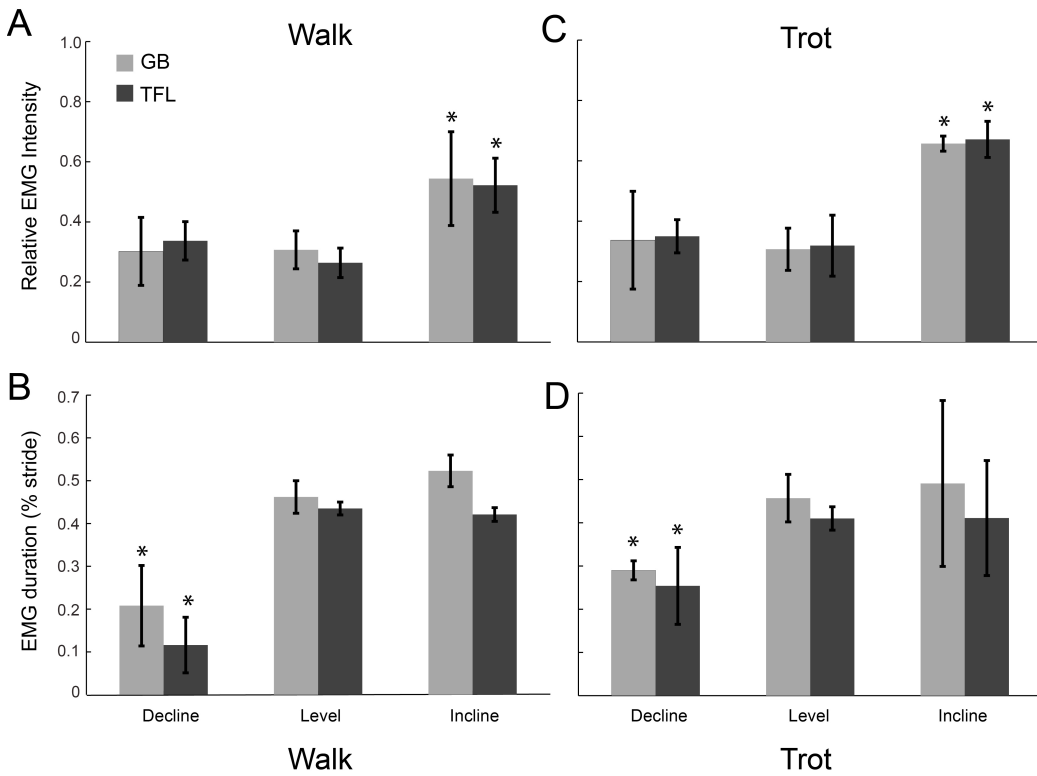 A
Walk
C
Trot
1.0
0.8
0.6
0.4
0.2
0
Relative EMG Intensity
GB
TFL
*
*
*
*
B
D
0.7
0.6
0.5
0.4
0.3
0.2
0.1
0
EMG duration (% stride)
*
*
*
*
Decline Level Incline
Decline Level Incline
Walk
Trot